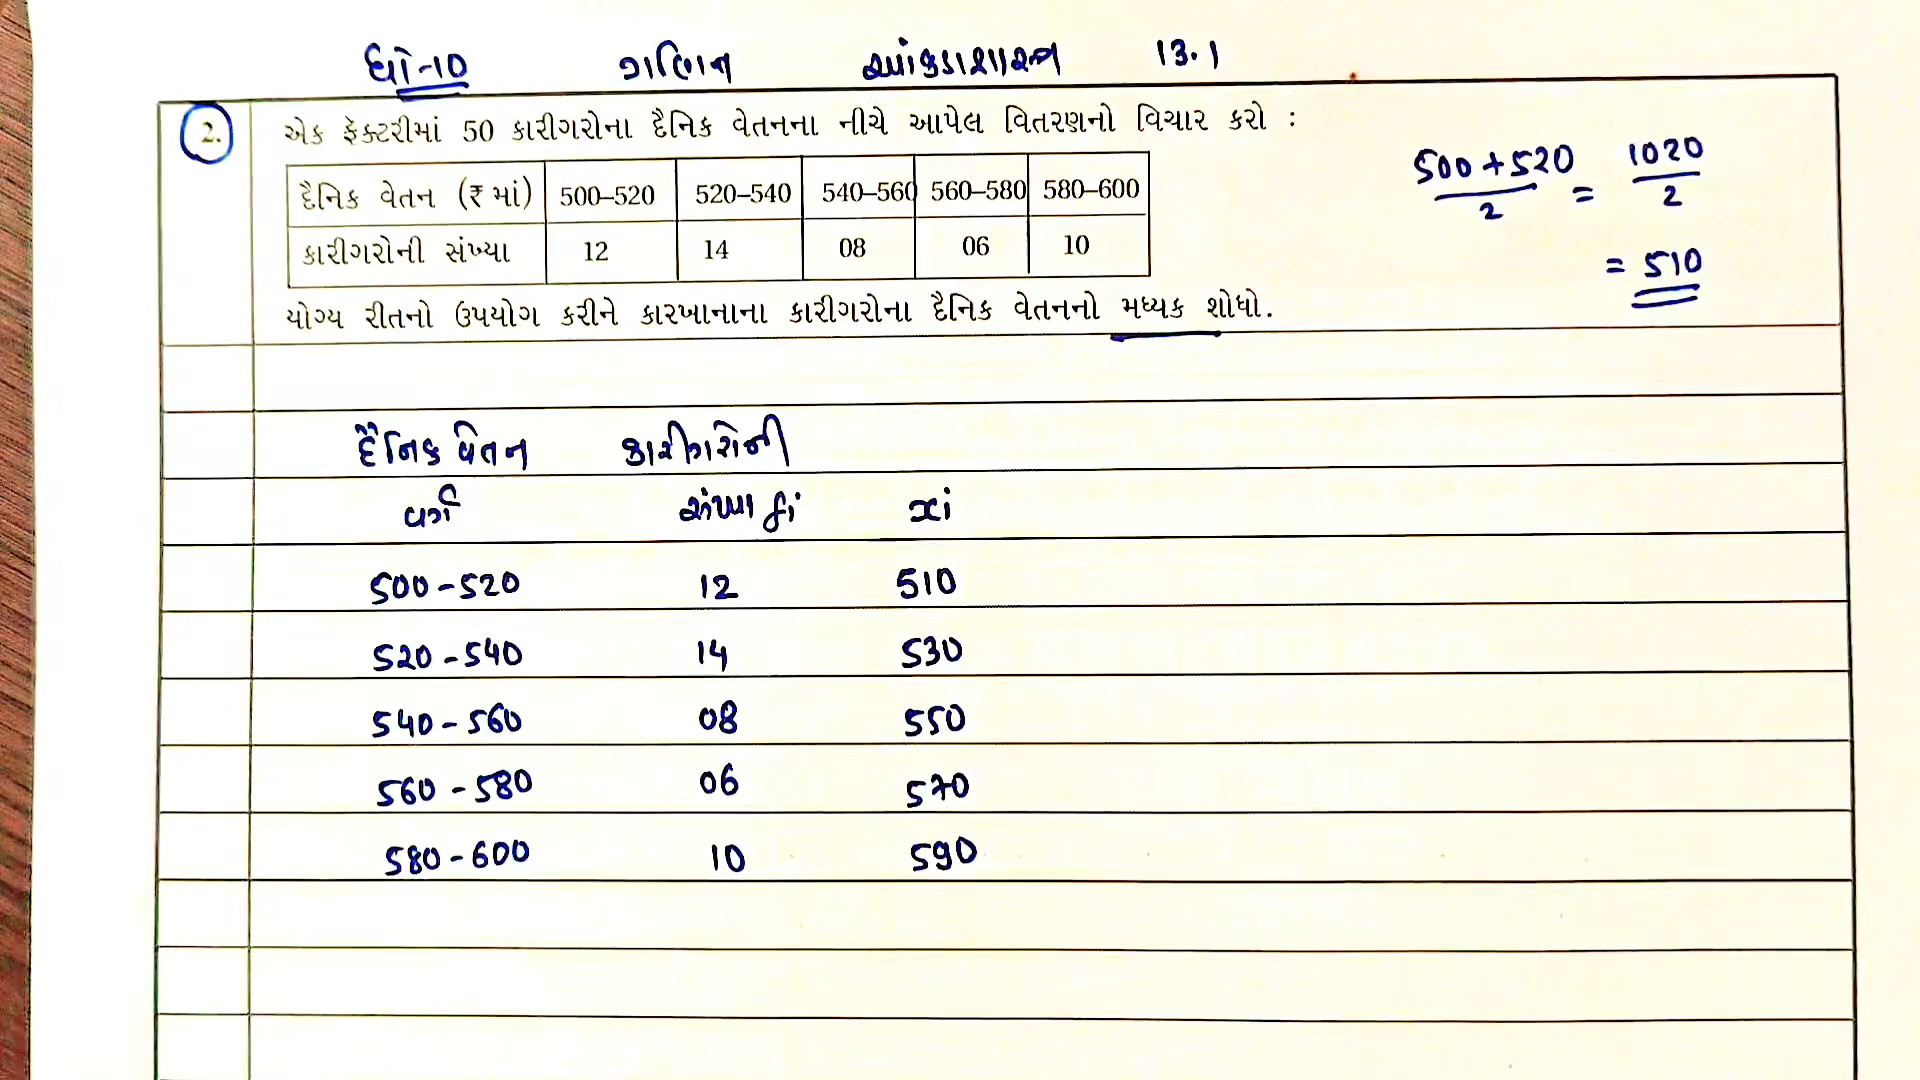 ધો-10 ગણિત આંકડાશાસ્ત્ર 13.1
2. એક ફૅક્ટરીમાં 50 કારીગરોના દૈનિક વેતનના નીચે આપેલ વિતરણનો વિચાર કરો :
દૈનિક વેતન (₹ માં) 500–520 520–540 540–560 560–580 580–600
કારીગરોની સંખ્યા 12 14 08 06 10
યોગ્ય રીતનો ઉપયોગ કરીને કારખાનાના કારીગરોના દૈનિક વેતનનો મધ્યક શોધો.
500+520 / 2 = 1020 / 2
= 510
દૈનિક વેતન કારીગરોની
વર્ગ સંખ્યા fi xi
500-520 12 510
520-540 14 530
540-560 08 550
560-580 06 570
580-600 10 590